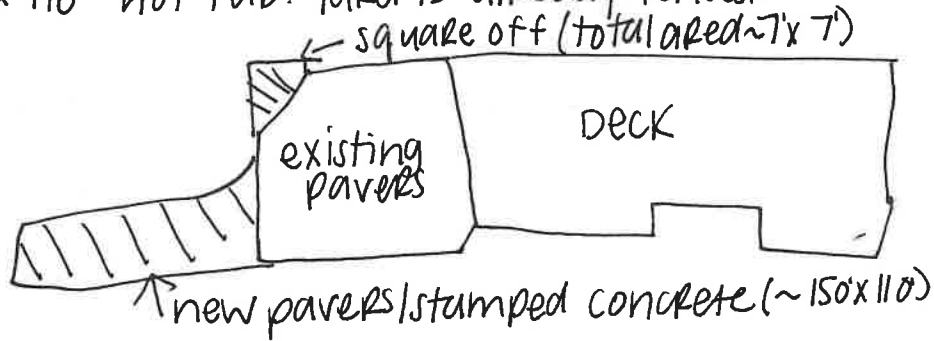 square off (total area ~7'x 7')
DECK
existing
pavers
new pavers/stamped concrete (~150'x110')